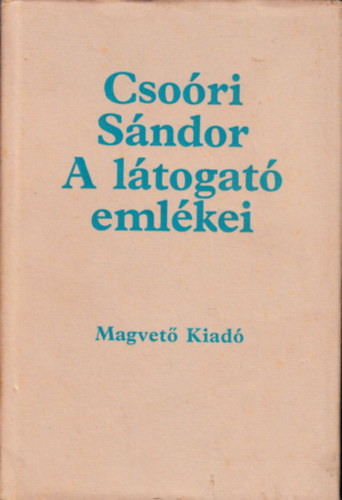 Csoóri
Sándor
A látogató
emlékei
Magvető Kiadó